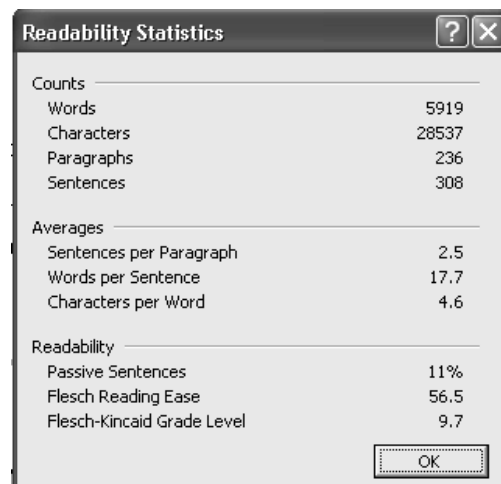 Readability Statistics
Counts
Words 5919
Characters 28537
Paragraphs 236
Sentences 308
Averages
Sentences per Paragraph 2.5
Words per Sentence 17.7
Characters per Word 4.6
Readability
Passive Sentences 11%
Flesch Reading Ease 56.5
Flesch-Kincaid Grade Level 9.7
OK